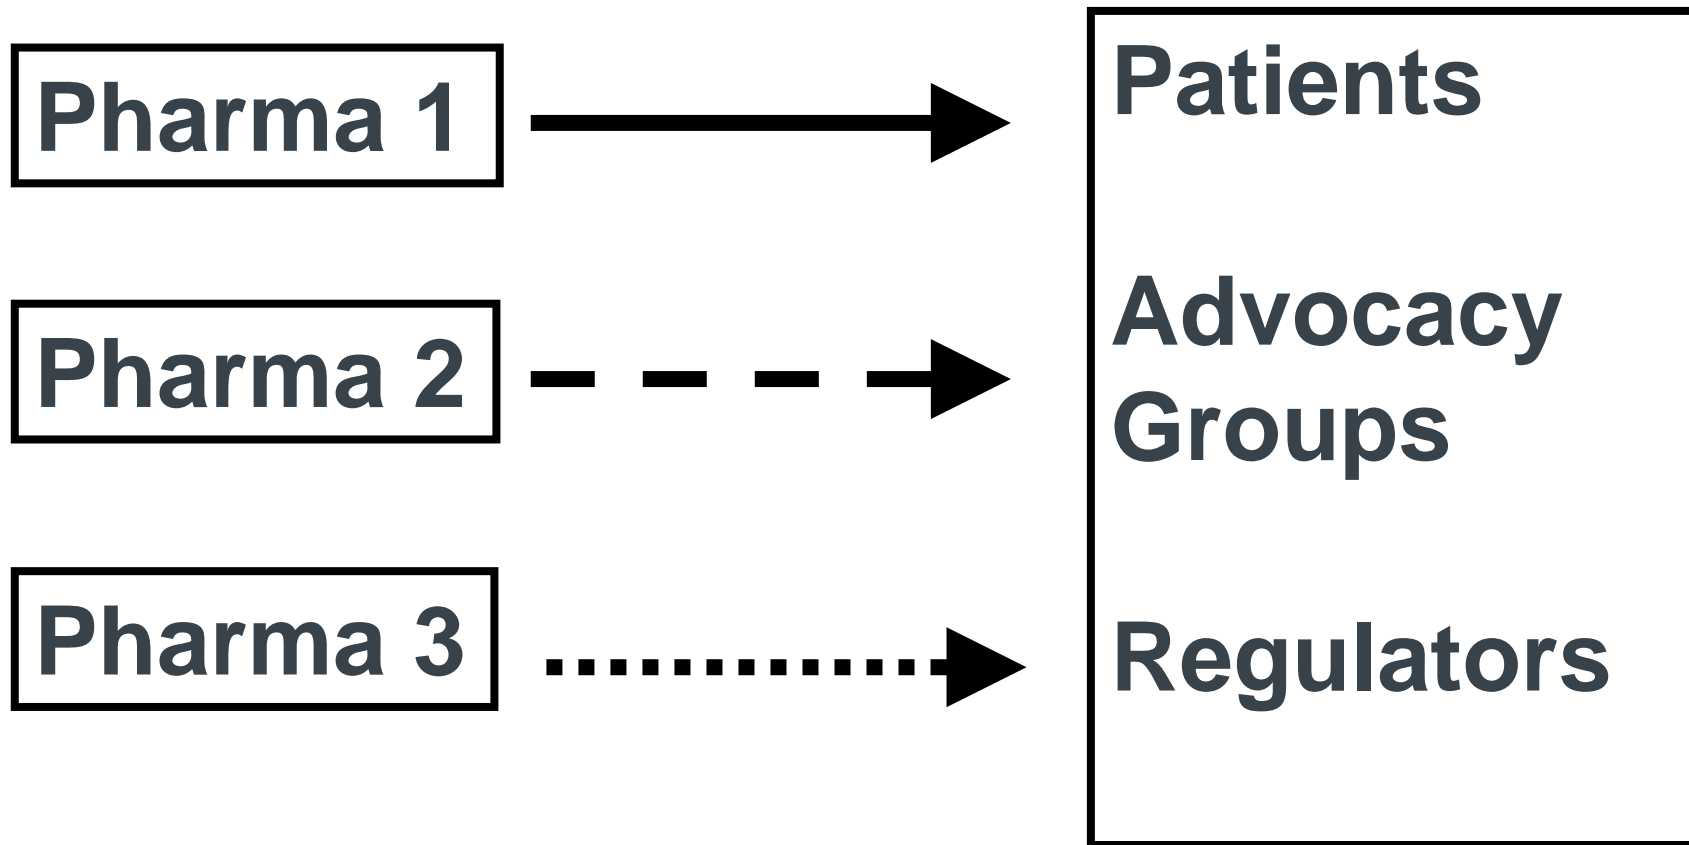 Pharma 1
Patients
Pharma 2
Advocacy
Groups
Pharma 3
Regulators